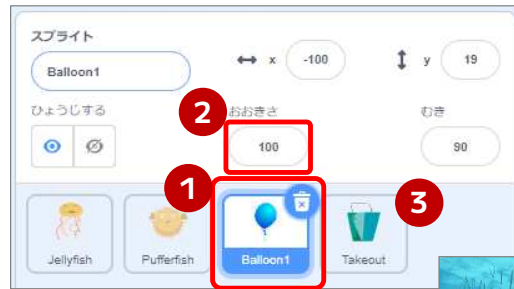 スプライト
Balloon1
↔ x -100
↕ y 19
ひょうじする
2
おおきさ
100
むき
90
1
3
Jellyfish
Pufferfish
Balloon1
Takeout